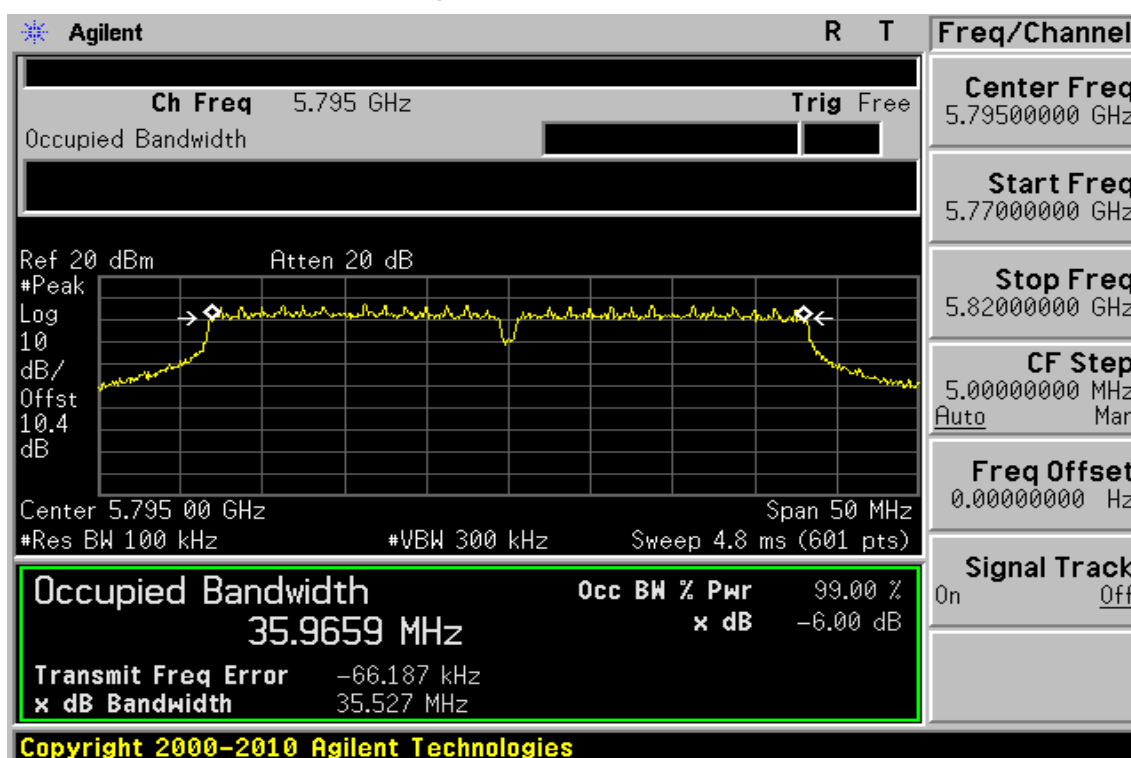 Agilent R T
Freq/Channel
Ch Freq 5.795 GHz Trig Free
Occupied Bandwidth
Center Freq
5.79500000 GHz
Start Freq
5.77000000 GHz
Stop Freq
5.82000000 GHz
CF Step
5.00000000 MHz
Auto Man
Freq Offset
0.00000000 Hz
Signal Track
On Off
Ref 20 dBm Atten 20 dB
#Peak
Log
10
dB/
Offst
10.4
dB
Center 5.795 00 GHz Span 50 MHz
#Res BW 100 kHz #VBW 300 kHz Sweep 4.8 ms (601 pts)
Occupied Bandwidth Occ BW % Pwr 99.00 %
35.9659 MHz x dB -6.00 dB
Transmit Freq Error -66.187 kHz
x dB Bandwidth 35.527 MHz
Copyright 2000-2010 Agilent Technologies